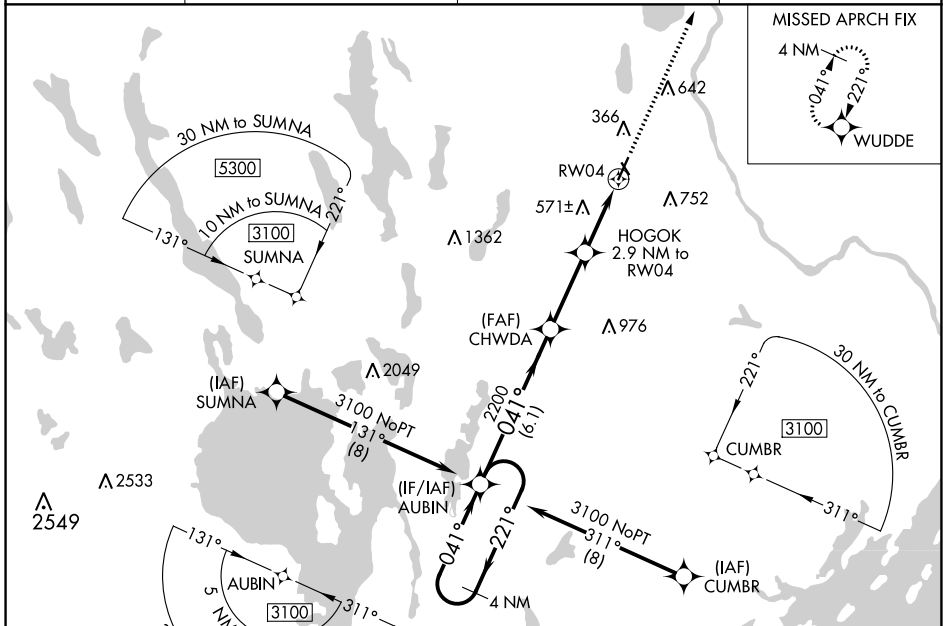 MISSED APRCH FIX
4 NM
041°
221°
WUDDE
642
366
RW04
752
571±
1362
HOGOK
2.9 NM to
RW04
30 NM to SUMNA
5300
10 NM to SUMNA
3100
SUMNA
131°
221°
(FAF)
CHWDA
976
2049
(IAF)
SUMNA
3100 NoPT
131°
(8)
2200
041°
(6.1)
30 NM to CUMBR
221°
3100
CUMBR
311°
2533
2549
(IF/IAF)
AUBIN
041°
221°
4 NM
3100 NoPT
311°
(8)
(IAF)
CUMBR
131°
AUBIN
311°
5 NM
3100